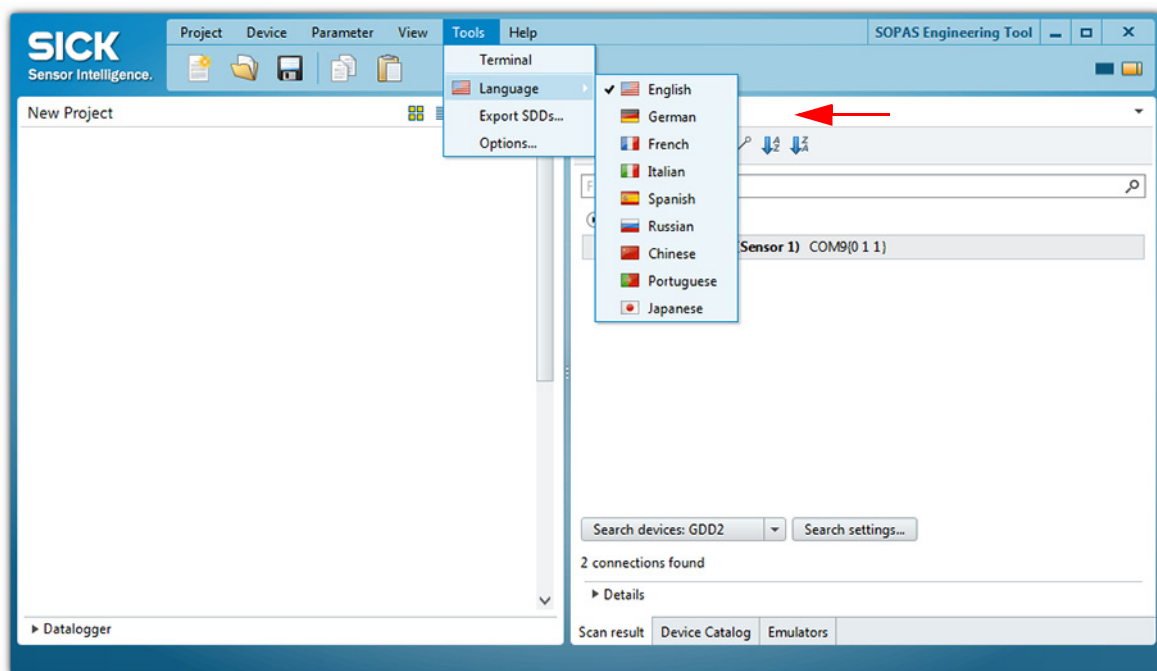 SICK
Sensor Intelligence.
Project Device Parameter View Tools Help
SOPAS Engineering Tool
New Project
Terminal
Language
Export SDDs...
Options...
English
German
French
Italian
Spanish
Russian
Chinese
Portuguese
Japanese
A
Z
Z
A
F
(Sensor 1) COM9{0 1 1}
Search devices: GDD2
Search settings...
2 connections found
Details
Datalogger
Scan result Device Catalog Emulators